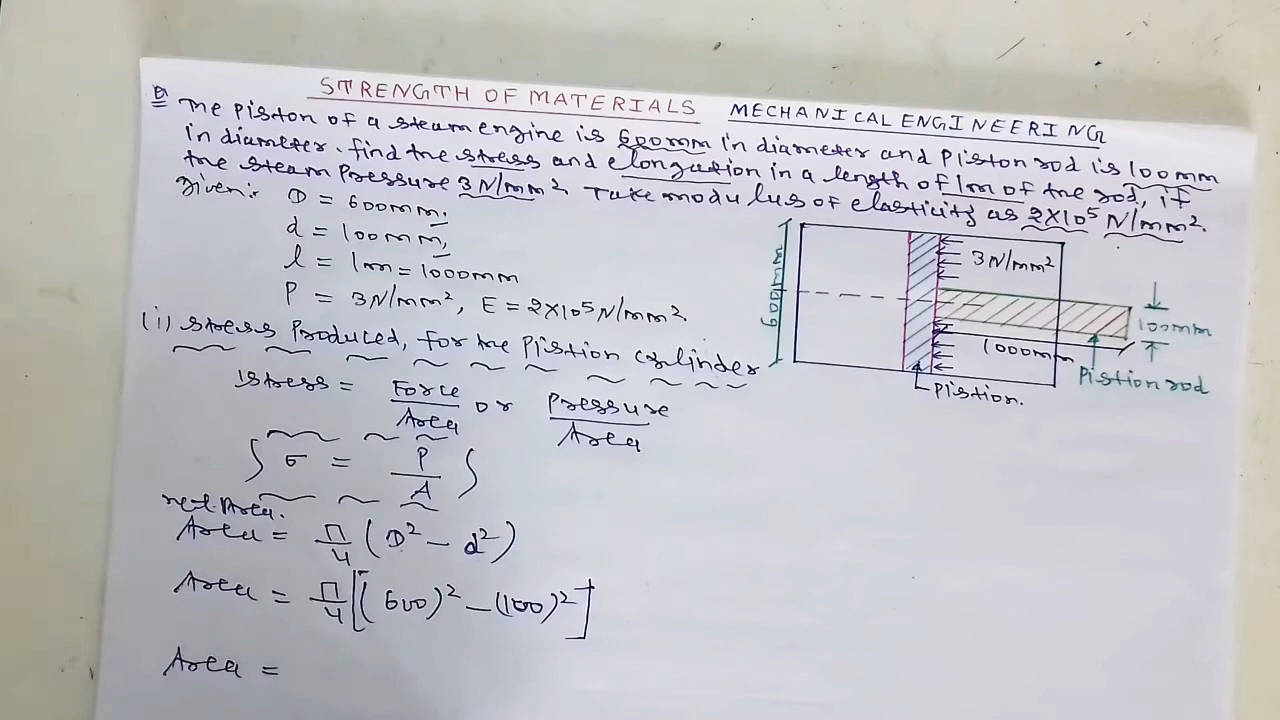 STRENGTH OF MATERIALS MECHANICAL ENGINEERING
Q The piston of a steam engine is 600mm in diameter and Piston rod is 100mm
in diameter. find the stress and elongation in a length of 1m of the rod, if
the steam Pressure 3N/mm². Take modulus of elasticity as 2X10⁵ N/mm².
given:-
D = 600mm.
d = 100mm,
l = 1m = 1000mm
P = 3N/mm², E = 2X10⁵N/mm².
(i) stress Produced, for the Pistion cylinder
stress = Force/Area or Pressure/Area
σ = P/A
net Area.
Area = π/4 (D² - d²)
Area = π/4 [(600)² - (100)²]
Area =
600mm
3N/mm²
100mm
1000mm
Pistion rod
Pistion.